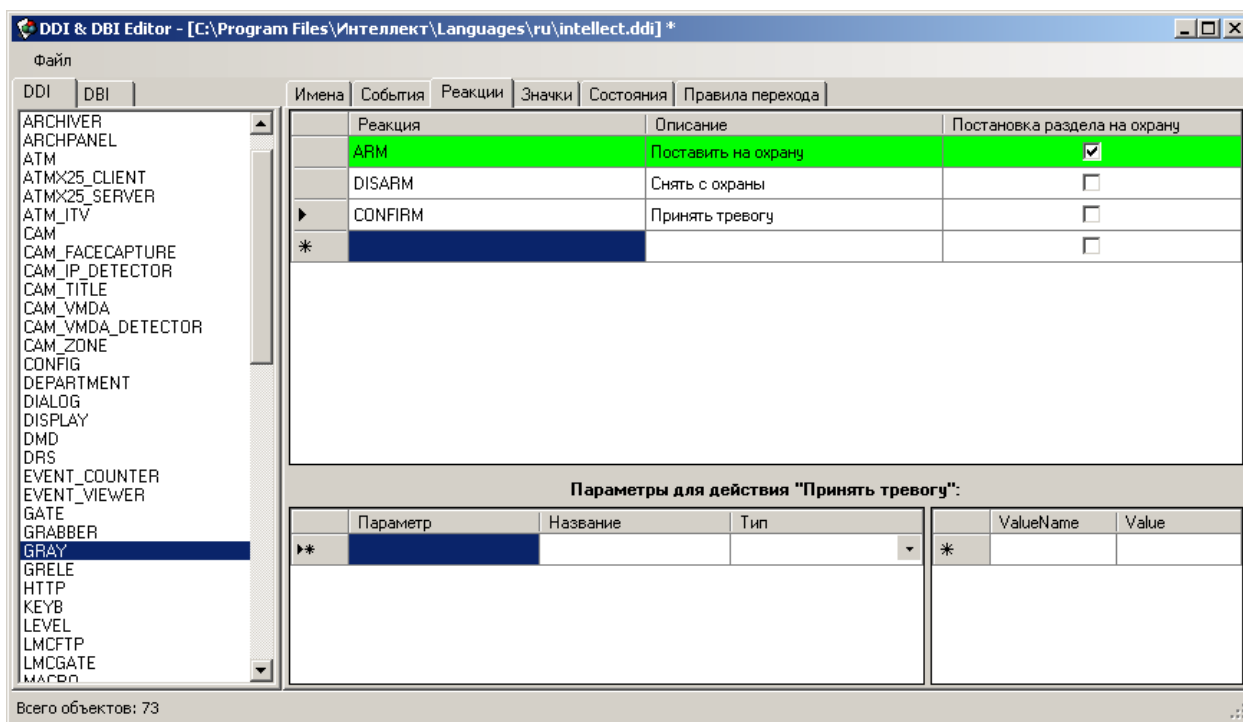 DDI & DBI Editor - [C:\Program Files\Интеллект\Languages\ru\intellect.ddi] *
Файл
DDI DBI
Имена События Реакции Значки Состояния Правила перехода
ARCHIVER
ARCHPANEL
ATM
ATMX25_CLIENT
ATMX25_SERVER
ATM_ITV
CAM
CAM_FACECAPTURE
CAM_IP_DETECTOR
CAM_TITLE
CAM_VMDA
CAM_VMDA_DETECTOR
CAM_ZONE
CONFIG
DEPARTMENT
DIALOG
DISPLAY
DMD
DRS
EVENT_COUNTER
EVENT_VIEWER
GATE
GRABBER
GRAY
GRELE
HTTP
KEYB
LEVEL
LMCFTP
LMCGATE
MACRO
Реакция Описание Постановка раздела на охрану
ARM Поставить на охрану
DISARM Снять с охраны
CONFIRM Принять тревогу
Параметры для действия "Принять тревогу":
Параметр Название Тип
ValueName Value
Всего объектов: 73